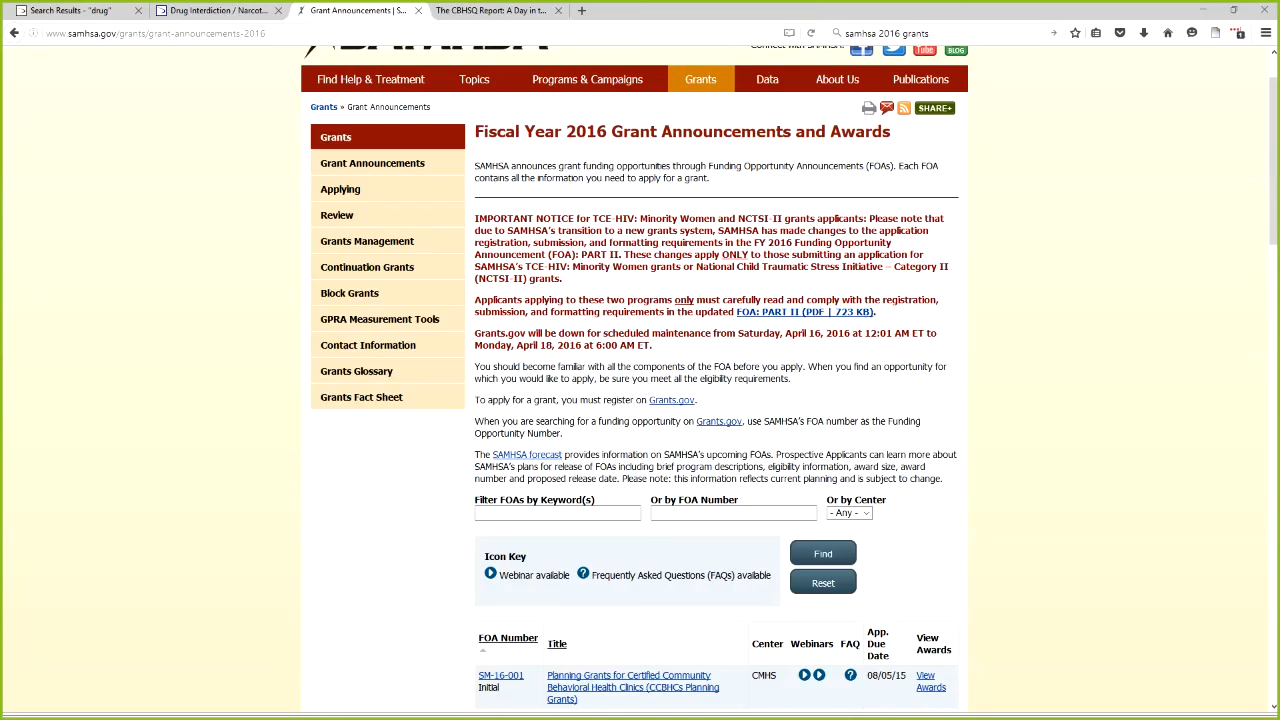 Search Results - "drug"
Drug Interdiction / Narcot...
Grant Announcements | S...
The CBHSQ Report: A Day in t...
www.samhsa.gov/grants/grant-announcements-2016
samhsa 2016 grants
Connect with SAMHSA:
You Tube
BLOG
Find Help & Treatment
Topics
Programs & Campaigns
Grants
Data
About Us
Publications
Grants » Grant Announcements
SHARE+
Grants
Grant Announcements
Applying
Review
Grants Management
Continuation Grants
Block Grants
GPRA Measurement Tools
Contact Information
Grants Glossary
Grants Fact Sheet
Fiscal Year 2016 Grant Announcements and Awards
SAMHSA announces grant funding opportunities through Funding Opportunity Announcements (FOAs). Each FOA
contains all the information you need to apply for a grant.
IMPORTANT NOTICE for TCE-HIV: Minority Women and NCTSI-II grants applicants: Please note that
due to SAMHSA's transition to a new grants system, SAMHSA has made changes to the application
registration, submission, and formatting requirements in the FY 2016 Funding Opportunity
Announcement (FOA): PART II. These changes apply ONLY to those submitting an application for
SAMHSA's TCE-HIV: Minority Women grants or National Child Traumatic Stress Initiative – Category II
(NCTSI-II) grants.
Applicants applying to these two programs only must carefully read and comply with the registration,
submission, and formatting requirements in the updated FOA: PART II (PDF | 723 KB).
Grants.gov will be down for scheduled maintenance from Saturday, April 16, 2016 at 12:01 AM ET to
Monday, April 18, 2016 at 6:00 AM ET.
You should become familiar with all the components of the FOA before you apply. When you find an opportunity for
which you would like to apply, be sure you meet all the eligibility requirements.
To apply for a grant, you must register on Grants.gov.
When you are searching for a funding opportunity on Grants.gov, use SAMHSA's FOA number as the Funding
Opportunity Number.
The SAMHSA forecast provides information on SAMHSA's upcoming FOAs. Prospective Applicants can learn more about
SAMHSA's plans for release of FOAs including brief program descriptions, eligibility information, award size, award
number and proposed release date. Please note: this information reflects current planning and is subject to change.
Filter FOAs by Keyword(s)
Or by FOA Number
Or by Center
- Any -
Icon Key
Webinar available
? Frequently Asked Questions (FAQs) available
Find
Reset
FOA Number
Title
Center
Webinars
FAQ
App.
Due
Date
View
Awards
SM-16-001
Initial
Planning Grants for Certified Community
Behavioral Health Clinics (CCBHCs Planning
Grants)
CMHS
?
08/05/15
View
Awards